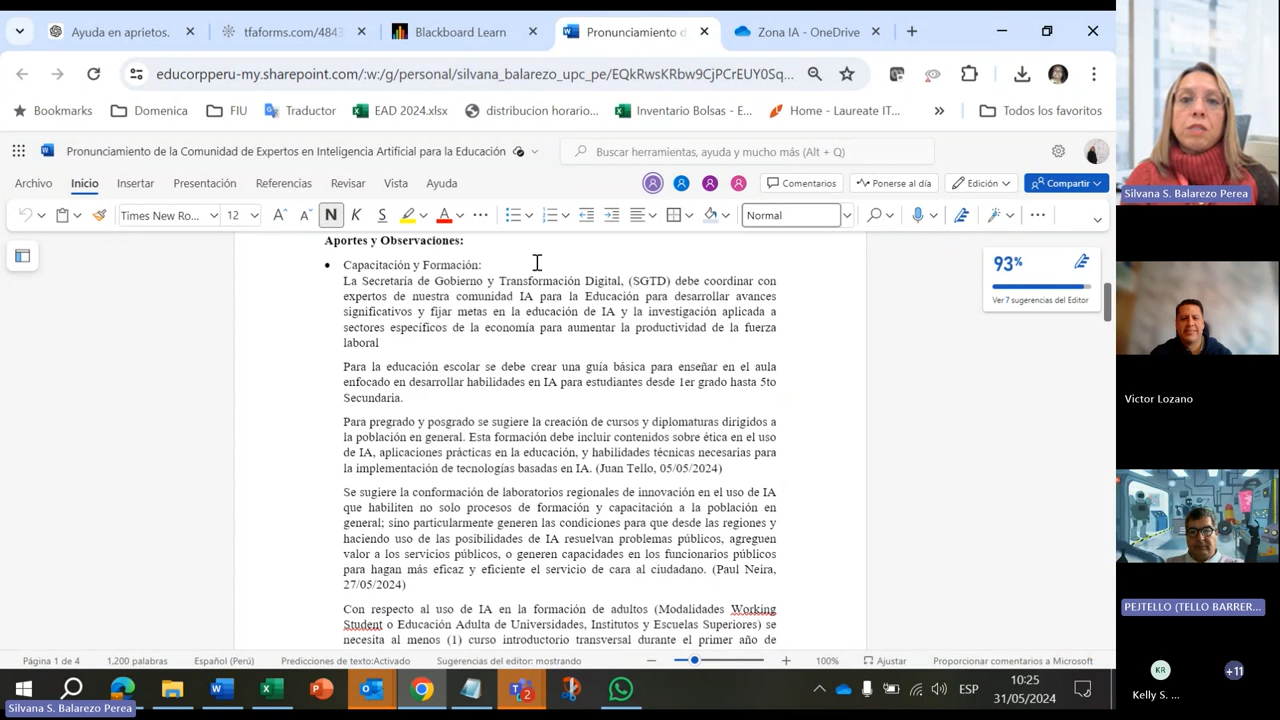 Ayuda en aprietos.
tfaforms.com/4843
Blackboard Learn
Pronunciamiento d
Zona IA - OneDrive
educorpperu-my.sharepoint.com/:w:/g/personal/silvana_balarezo_upc_pe/EQkRwsKRbw9CjPCrEUY0Sq...
Bookmarks
Domenica
FIU
Traductor
EAD 2024.xlsx
distribucion horario...
Inventario Bolsas - E...
Home - Laureate IT...
Todos los favoritos
Pronunciamiento de la Comunidad de Expertos en Inteligencia Artificial para la Educación
Buscar herramientas, ayuda y mucho más (Alt + Q)
Archivo
Inicio
Insertar
Presentación
Referencias
Revisar
Vista
Ayuda
Comentarios
Ponerse al día
Edición
Compartir
Times New Ro...
12
N
K
S
Normal
Aportes y Observaciones:
Capacitación y Formación:
La Secretaría de Gobierno y Transformación Digital, (SGTD) debe coordinar con
expertos de nuestra comunidad IA para la Educación para desarrollar avances
significativos y fijar metas en la educación de IA y la investigación aplicada a
sectores específicos de la economía para aumentar la productividad de la fuerza
laboral
Para la educación escolar se debe crear una guía básica para enseñar en el aula
enfocado en desarrollar habilidades en IA para estudiantes desde 1er grado hasta 5to
Secundaria.
Para pregrado y posgrado se sugiere la creación de cursos y diplomaturas dirigidos a
la población en general. Esta formación debe incluir contenidos sobre ética en el uso
de IA, aplicaciones prácticas en la educación, y habilidades técnicas necesarias para
la implementación de tecnologías basadas en IA. (Juan Tello, 05/05/2024)
Se sugiere la conformación de laboratorios regionales de innovación en el uso de IA
que habiliten no solo procesos de formación y capacitación a la población en
general; sino particularmente generen las condiciones para que desde las regiones y
haciendo uso de las posibilidades de IA resuelvan problemas públicos, agreguen
valor a los servicios públicos, o generen capacidades en los funcionarios públicos
para hagan más eficaz y eficiente el servicio de cara al ciudadano. (Paul Neira,
27/05/2024)
Con respecto al uso de IA en la formación de adultos (Modalidades Working
Student o Educación Adulta de Universidades, Institutos y Escuelas Superiores) se
necesita al menos (1) curso introductorio transversal durante el primer año de
93%
Ver 7 sugerencias del Editor
Página 1 de 4
1,200 palabras
Español (Perú)
Predicciones de texto:Activado
Sugerencias del editor: mostrando
100%
Ajustar
Proporcionar comentarios a Microsoft
2
ESP
10:25
31/05/2024
Silvana S. Balarezo Perea
Silvana S. Balarezo Perea
Victor Lozano
PEJTELLO (TELLO BARRER...
KR
Kelly S. ...
+11